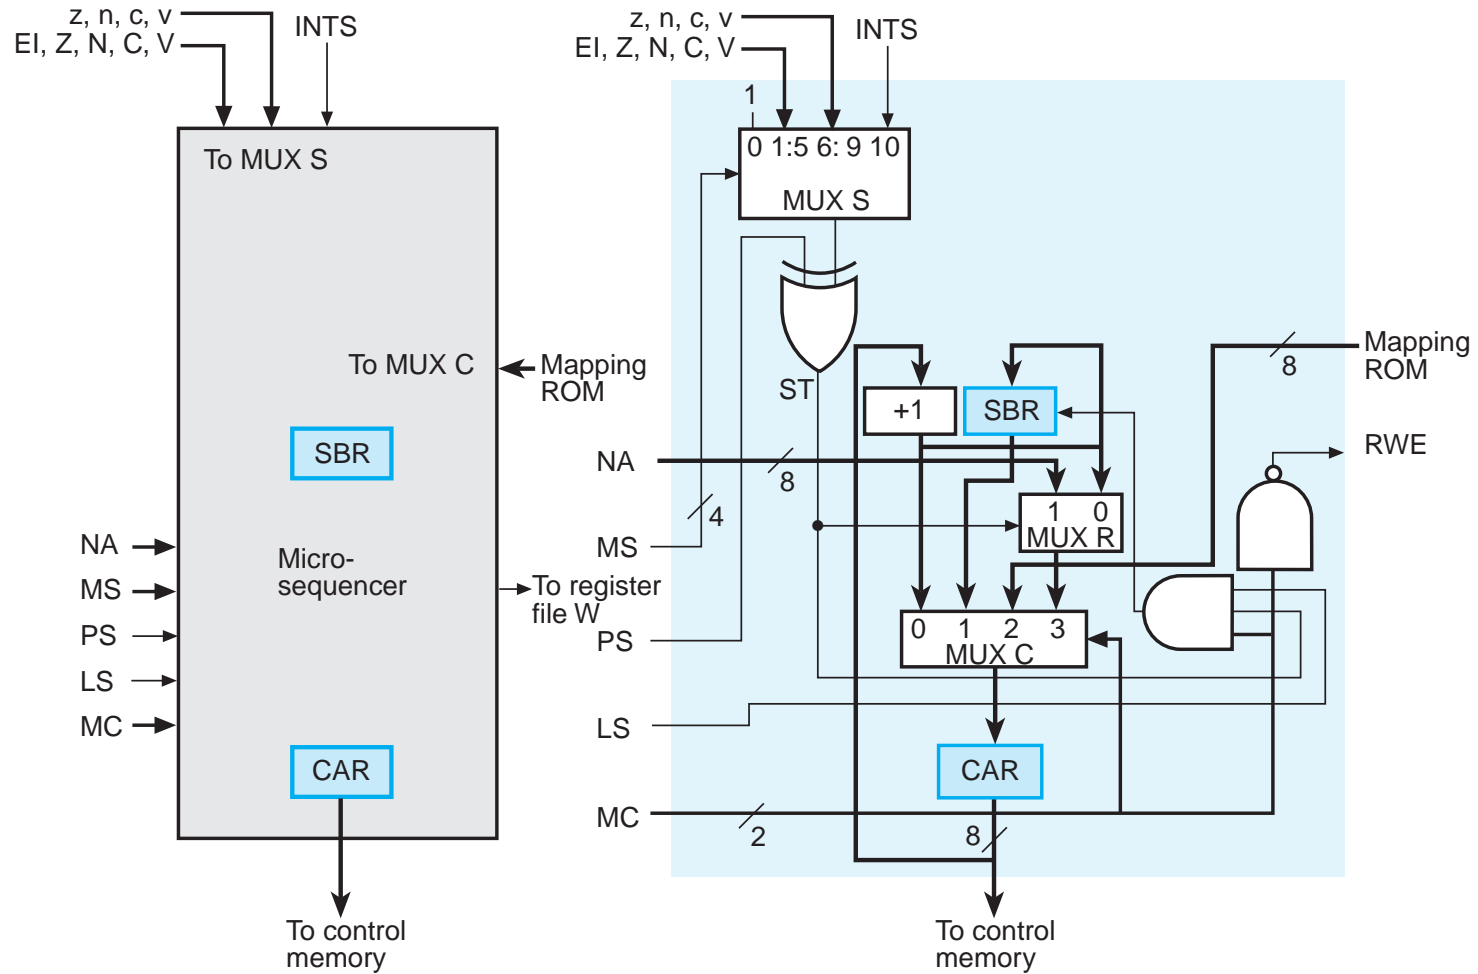 z, n, c, v
EI, Z, N, C, V
INTS
To MUX S
To MUX C
Mapping
ROM
SBR
NA
MS
PS
LS
MC
Micro-
sequencer
To register
file W
CAR
To control
memory
z, n, c, v
EI, Z, N, C, V
INTS
1
0 1:5 6: 9 10
MUX S
ST
+1
SBR
8
Mapping
ROM
RWE
NA
8
4
1 0
MUX R
MS
PS
0 1 2 3
MUX C
LS
CAR
MC
2
8
To control
memory